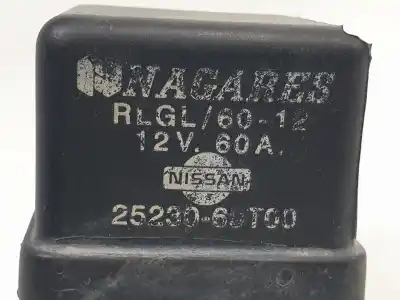 NAGARES
RLGL/60-12
12V. 60A.
NISSAN